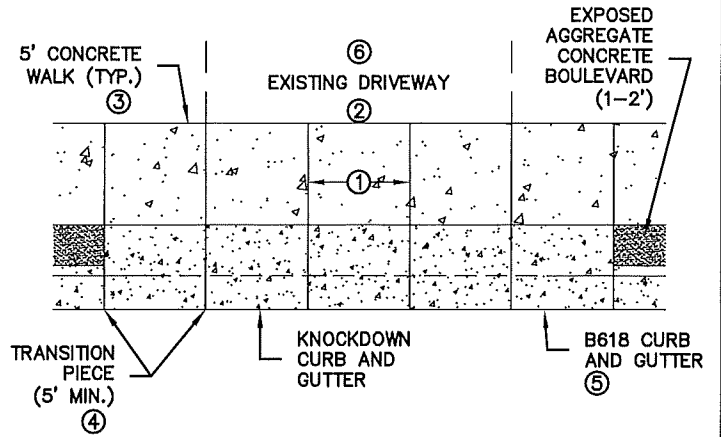 5' CONCRETE
WALK (TYP.)
③
⑥
EXISTING DRIVEWAY
②
EXPOSED
AGGREGATE
CONCRETE
BOULEVARD
(1-2')
①
TRANSITION
PIECE
(5' MIN.)
④
KNOCKDOWN
CURB AND
GUTTER
B618 CURB
AND GUTTER
⑤